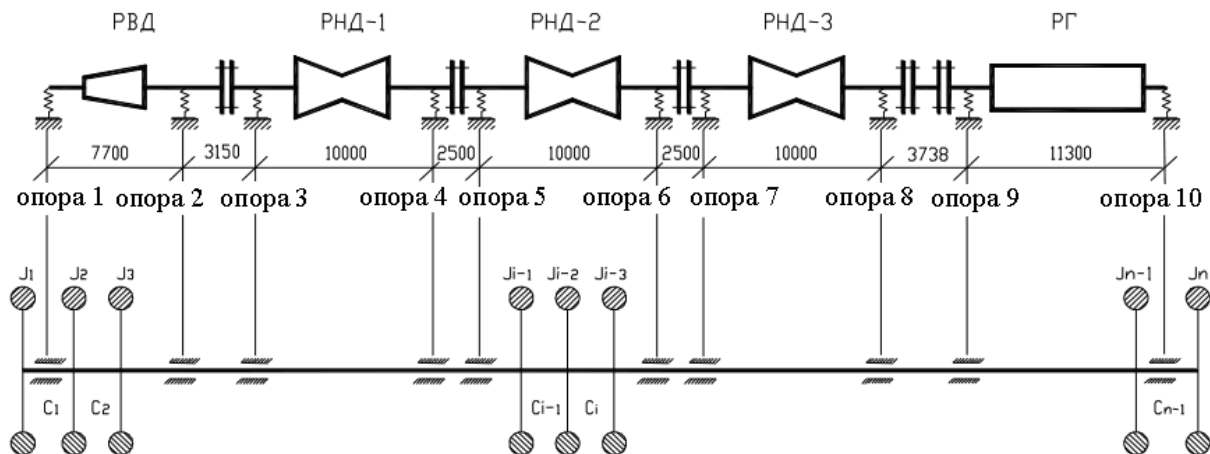 РВД РНД-1 РНД-2 РНД-3 РГ
7700 3150 10000 2500 10000 2500 10000 3738 11300
опора 1 опора 2 опора 3 опора 4 опора 5 опора 6 опора 7 опора 8 опора 9 опора 10
J1 J2 J3 Ji-1 Ji-2 Ji-3 Jn-1 Jn
C1 C2 Ci-1 Ci Cn-1